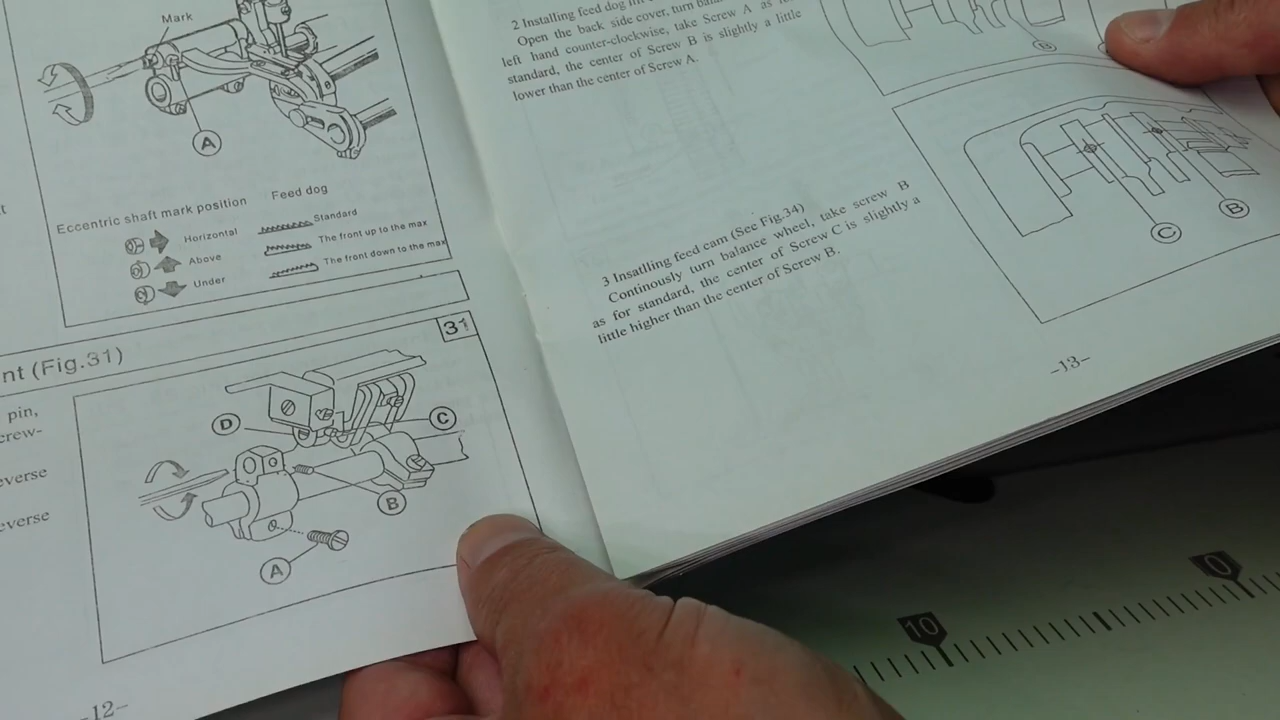 Mark
A
Eccentric shaft mark position
Feed dog
Horizontal
Standard
Above
The front up to the max
Under
The front down to the max
nt (Fig.31)
31
pin,
crew-
everse
everse
D
C
B
A
-12-
2 Installing feed dog
Open the back side cover, turn
left hand counter-clockwise, take Screw A as
standard, the center of Screw B is slightly a little
lower than the center of Screw A.
B
3 Insatlling feed cam (See Fig.34)
Continously turn balance wheel, take screw B
as for standard, the center of Screw C is slightly a
little higher than the center of Screw B.
C
B
-13-
10
0